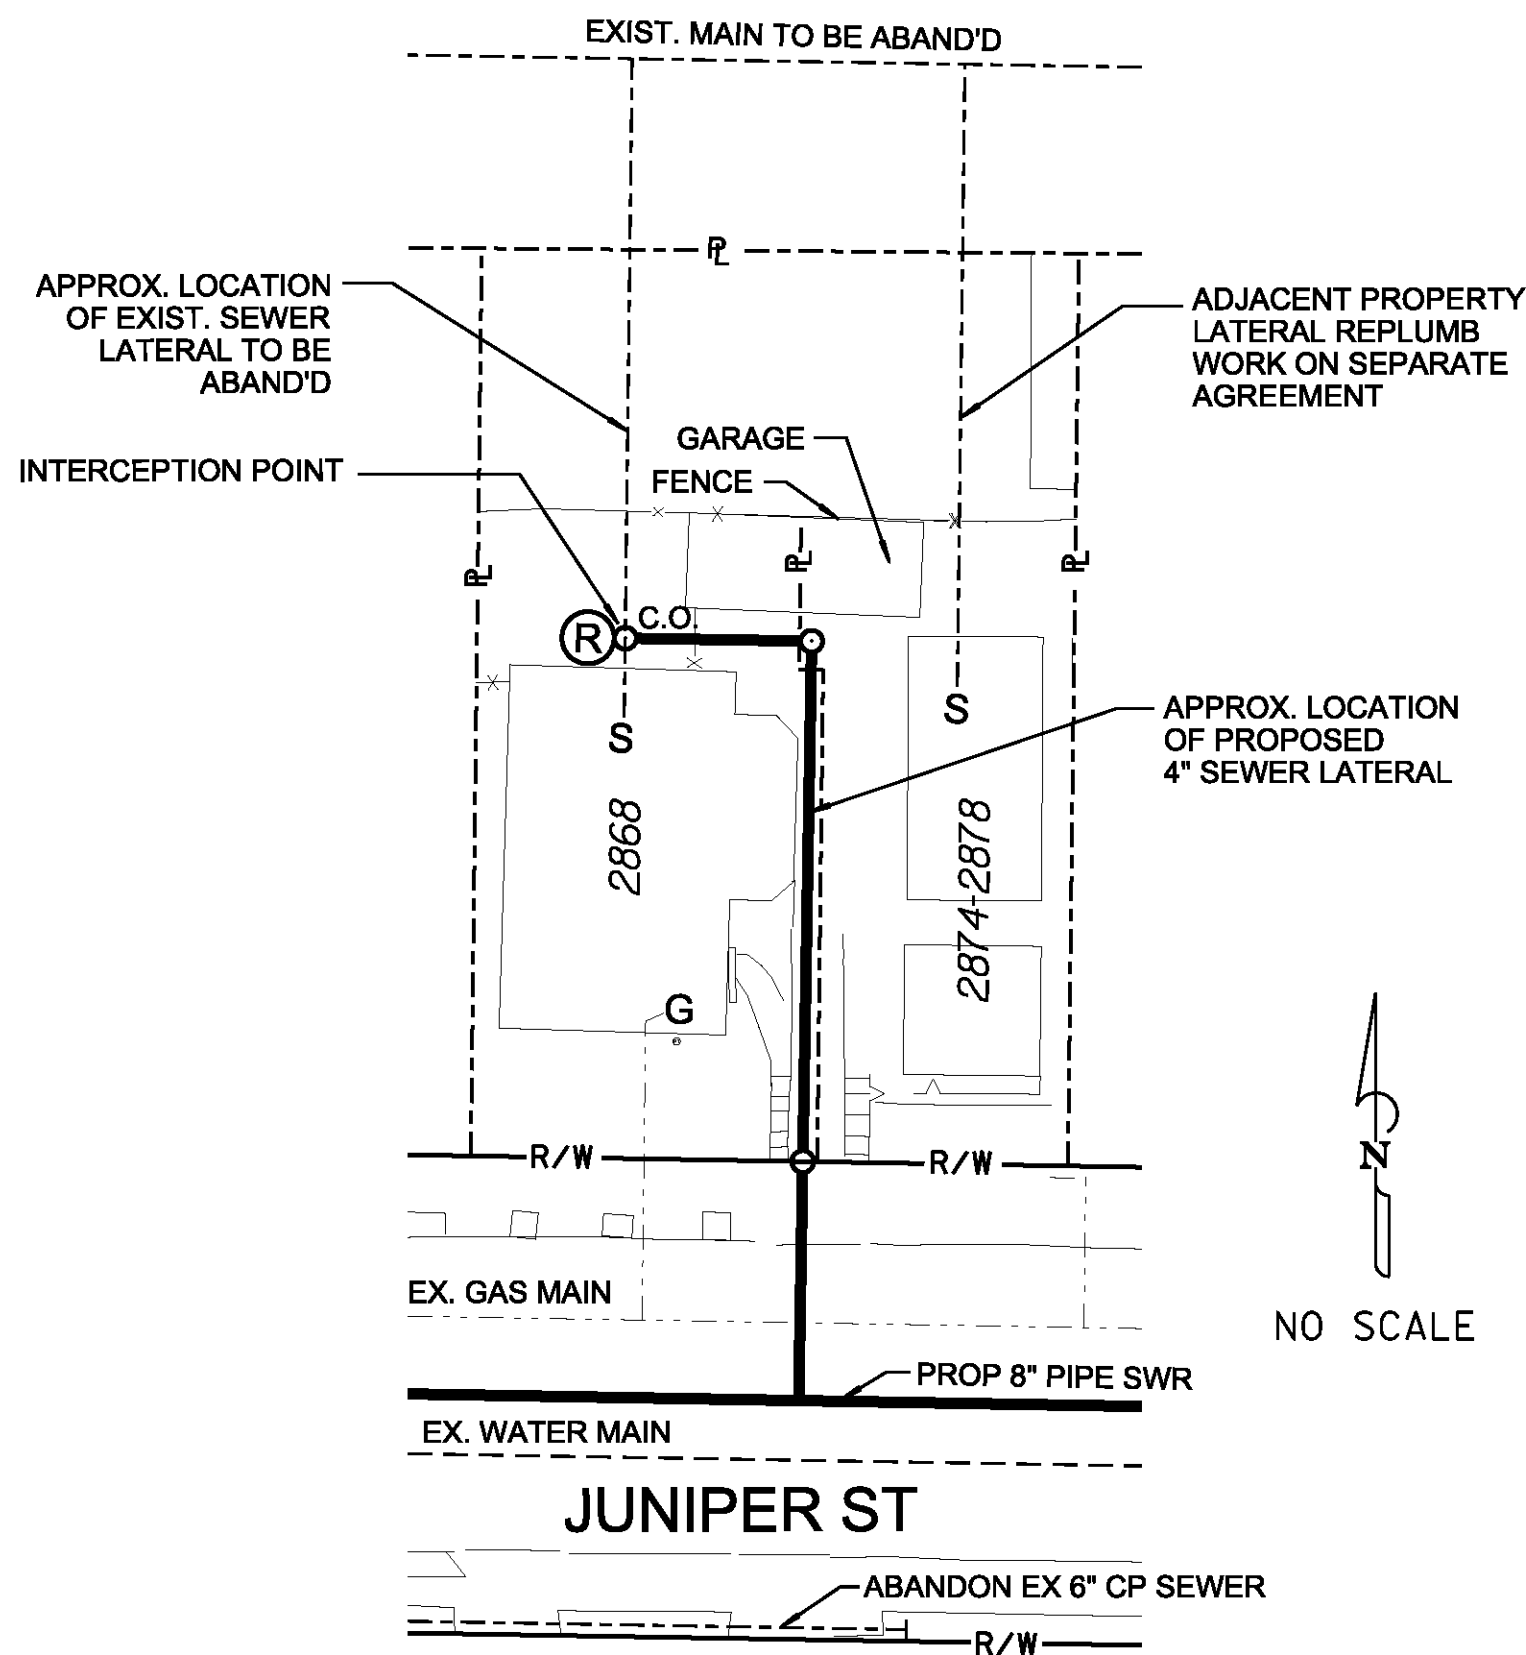 EXIST. MAIN TO BE ABAND'D
PL
APPROX. LOCATION
OF EXIST. SEWER
LATERAL TO BE
ABAND'D
ADJACENT PROPERTY
LATERAL REPLUMB
WORK ON SEPARATE
AGREEMENT
GARAGE
INTERCEPTION POINT
FENCE
PL
PL
PL
C.O.
R
S
S
APPROX. LOCATION
OF PROPOSED
4" SEWER LATERAL
2868
2874-2878
G
R/W
R/W
N
EX. GAS MAIN
NO SCALE
PROP 8" PIPE SWR
EX. WATER MAIN
JUNIPER ST
ABANDON EX 6" CP SEWER
R/W